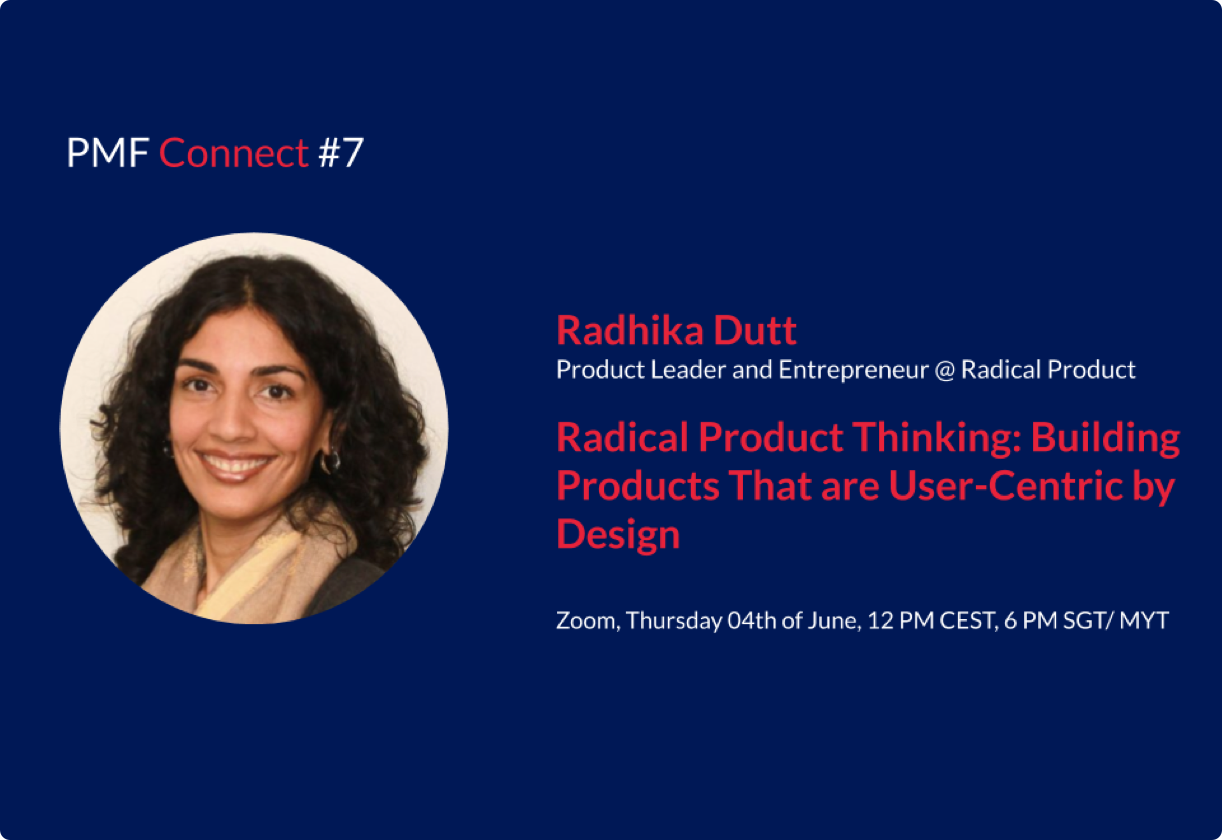 PMF Connect #7
Radhika Dutt
Product Leader and Entrepreneur @ Radical Product
Radical Product Thinking: Building
Products That are User-Centric by
Design
Zoom, Thursday 04th of June, 12 PM CEST, 6 PM SGT/ MYT